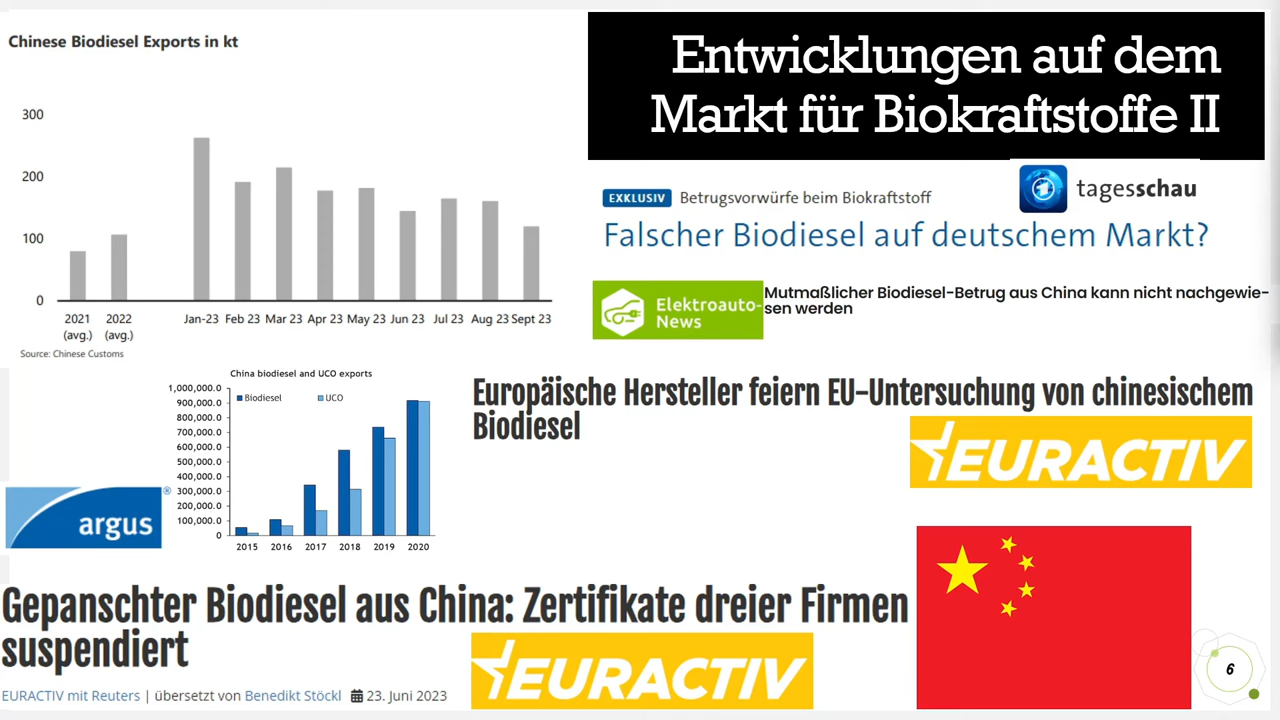 Chinese Biodiesel Exports in kt
300
200
100
0
2021 2022 Jan-23 Feb 23 Mar 23 Apr 23 May 23 Jun 23 Jul 23 Aug 23 Sept 23
(avg.) (avg.)
Source: Chinese Customs
Entwicklungen auf dem
Markt für Biokraftstoffe II
EXKLUSIV Betrugsvorwürfe beim Biokraftstoff
tagesschau
Falscher Biodiesel auf deutschem Markt?
Elektroauto-
News
Mutmaßlicher Biodiesel-Betrug aus China kann nicht nachgewie-
sen werden
China biodiesel and UCO exports
Biodiesel UCO
1,000,000.0
900,000.0
800,000.0
700,000.0
600,000.0
500,000.0
400,000.0
300,000.0
200,000.0
100,000.0
0
2015 2016 2017 2018 2019 2020
argus®
Europäische Hersteller feiern EU-Untersuchung von chinesischem
Biodiesel
EURACTIV
Gepanschter Biodiesel aus China: Zertifikate dreier Firmen
suspendiert
EURACTIV
EURACTIV mit Reuters | übersetzt von Benedikt Stöckl 23. Juni 2023
6